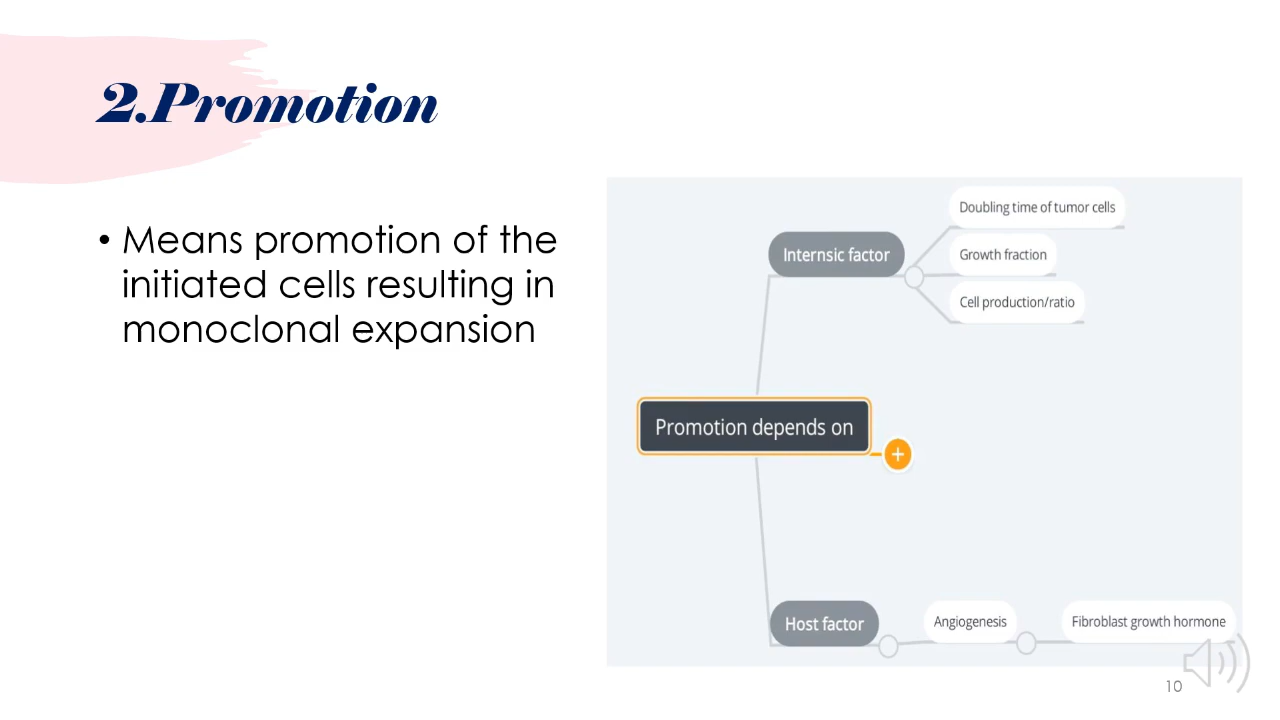 2.Promotion
• Means promotion of the
initiated cells resulting in
monoclonal expansion
Doubling time of tumor cells
Internsic factor
Growth fraction
Cell production/ratio
Promotion depends on
+
Host factor
Angiogenesis
Fibroblast growth hormone
10